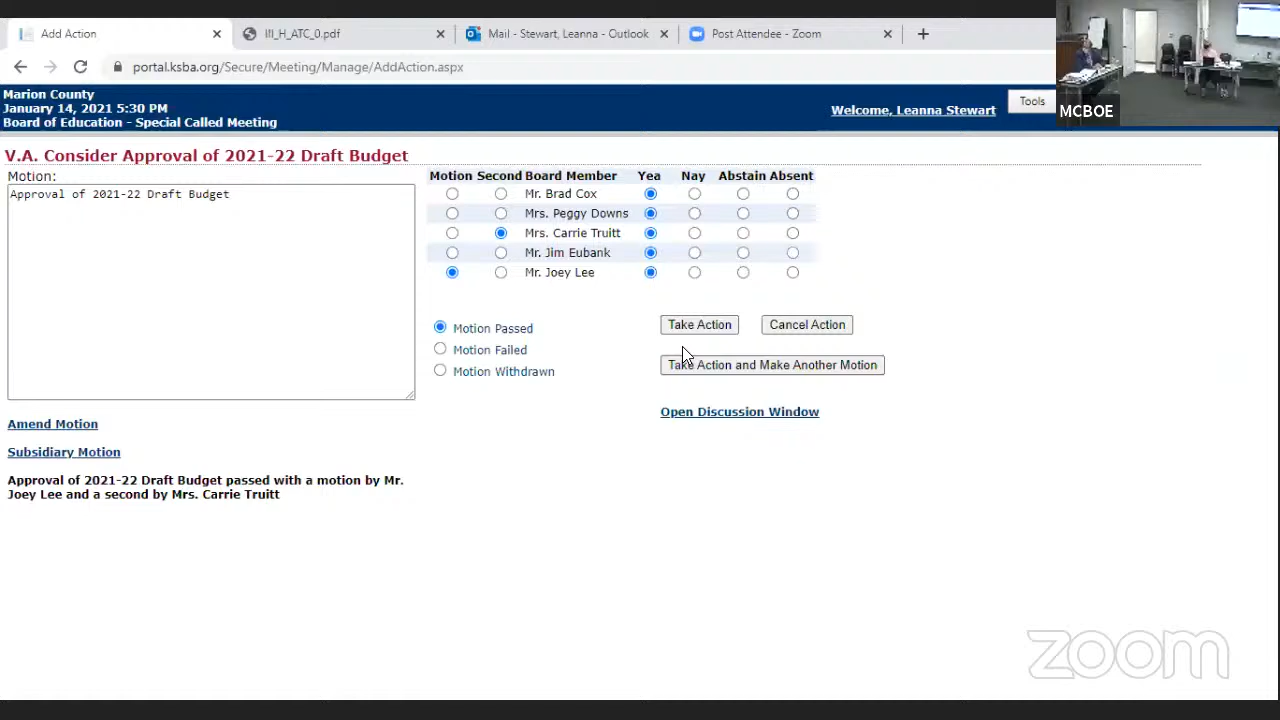 Add Action
III_H_ATC_0.pdf
Mail - Stewart, Leanna - Outlook
Post Attendee - Zoom
portal.ksba.org/Secure/Meeting/Manage/AddAction.aspx
Marion County
January 14, 2021 5:30 PM
Board of Education - Special Called Meeting
Welcome, Leanna Stewart
Tools
MCBOE
V.A. Consider Approval of 2021-22 Draft Budget
Motion:
Approval of 2021-22 Draft Budget
Motion Second Board Member Yea Nay Abstain Absent
Mr. Brad Cox
Mrs. Peggy Downs
Mrs. Carrie Truitt
Mr. Jim Eubank
Mr. Joey Lee
Motion Passed
Motion Failed
Motion Withdrawn
Take Action
Cancel Action
Take Action and Make Another Motion
Open Discussion Window
Amend Motion
Subsidiary Motion
Approval of 2021-22 Draft Budget passed with a motion by Mr.
Joey Lee and a second by Mrs. Carrie Truitt
zoom